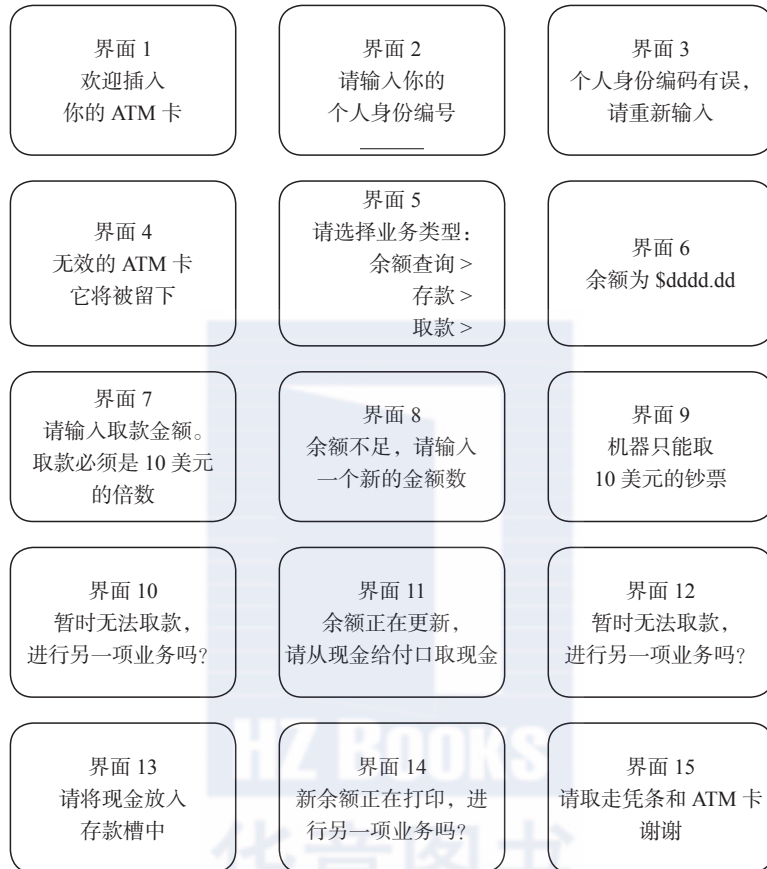 界面 1
欢迎插入
你的 ATM 卡
界面 2
请输入你的
个人身份编号
界面 3
个人身份编码有误，
请重新输入
界面 4
无效的 ATM 卡
它将被留下
界面 5
请选择业务类型：
余额查询 >
存款 >
取款 >
界面 6
余额为 $dddd.dd
界面 7
请输入取款金额。
取款必须是 10 美元
的倍数
界面 8
余额不足，请输入
一个新的金额数
界面 9
机器只能取
10 美元的钞票
界面 10
暂时无法取款，
进行另一项业务吗？
界面 11
余额正在更新，
请从现金给付口取现金
界面 12
暂时无法取款，
进行另一项业务吗？
界面 13
请将现金放入
存款槽中
界面 14
新余额正在打印，进
行另一项业务吗？
界面 15
请取走凭条和 ATM 卡
谢谢
HZ BOOKS
华章图书